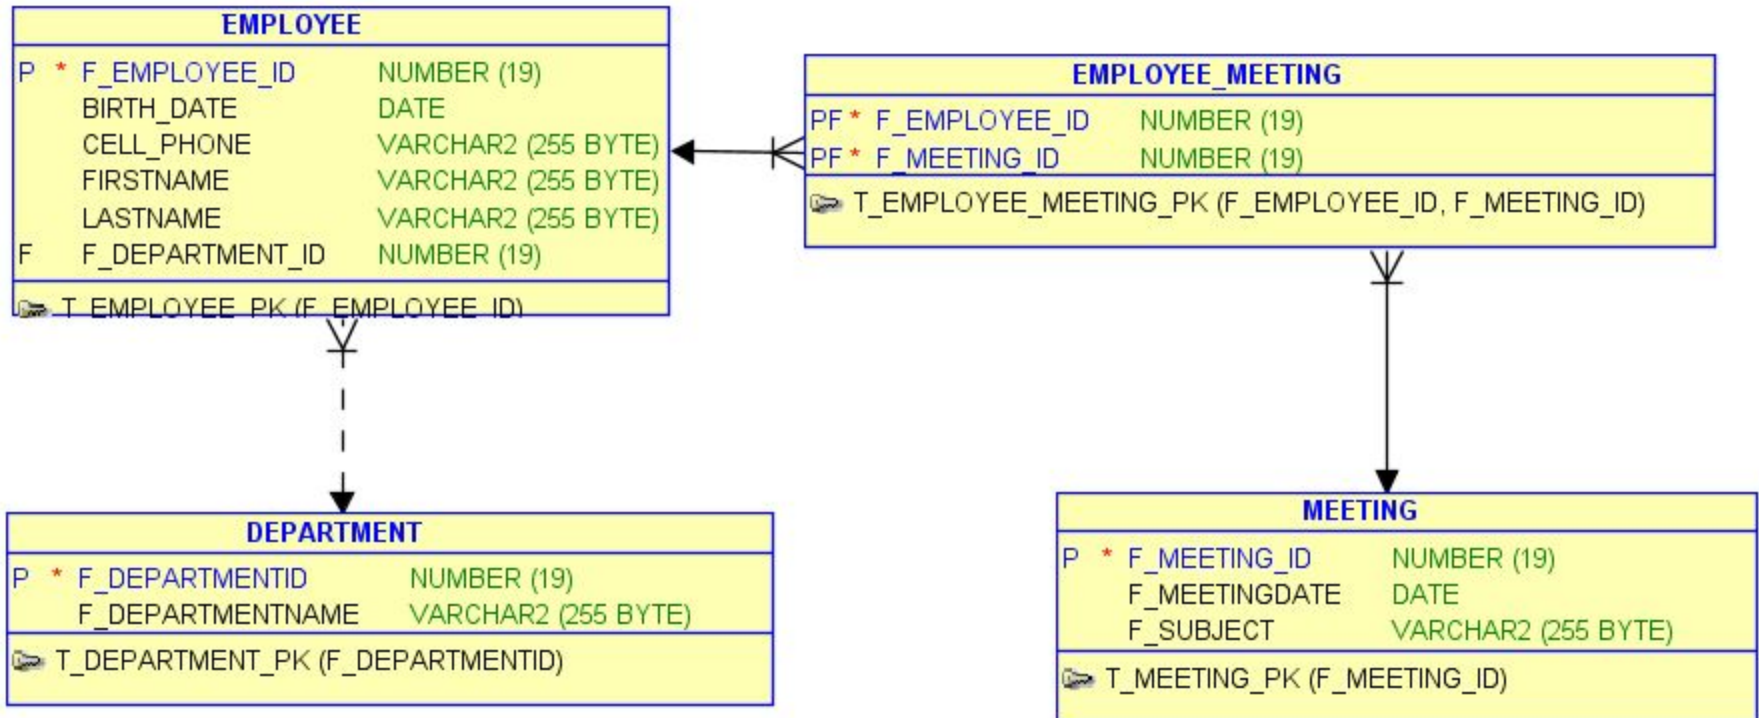 EMPLOYEE
P * F_EMPLOYEE_ID NUMBER (19)
BIRTH_DATE DATE
CELL_PHONE VARCHAR2 (255 BYTE)
FIRSTNAME VARCHAR2 (255 BYTE)
LASTNAME VARCHAR2 (255 BYTE)
F F_DEPARTMENT_ID NUMBER (19)
T_EMPLOYEE_PK (F_EMPLOYEE_ID)
EMPLOYEE_MEETING
PF * F_EMPLOYEE_ID NUMBER (19)
PF * F_MEETING_ID NUMBER (19)
T_EMPLOYEE_MEETING_PK (F_EMPLOYEE_ID, F_MEETING_ID)
DEPARTMENT
P * F_DEPARTMENTID NUMBER (19)
F_DEPARTMENTNAME VARCHAR2 (255 BYTE)
T_DEPARTMENT_PK (F_DEPARTMENTID)
MEETING
P * F_MEETING_ID NUMBER (19)
F_MEETINGDATE DATE
F_SUBJECT VARCHAR2 (255 BYTE)
T_MEETING_PK (F_MEETING_ID)